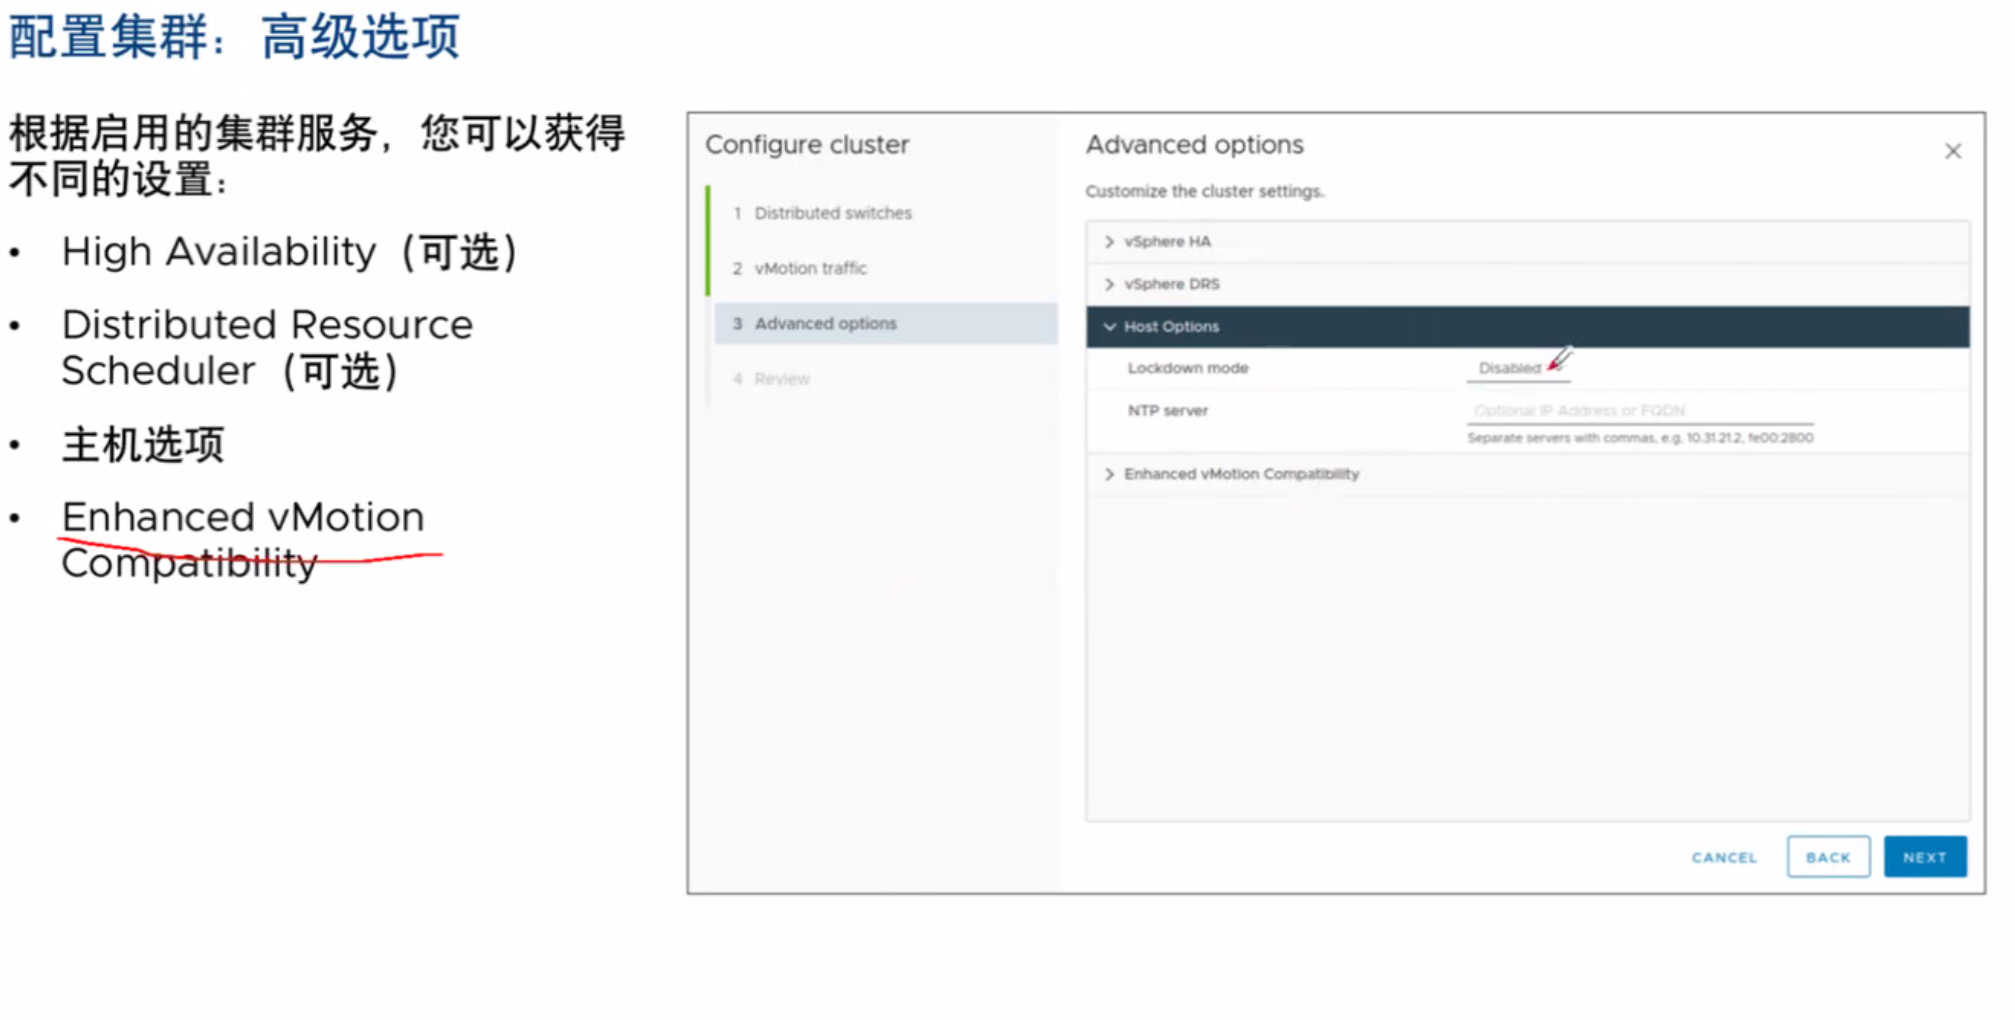 配置集群：高级选项
根据启用的集群服务，您可以获得
不同的设置：
• High Availability（可选）
• Distributed Resource
Scheduler（可选）
• 主机选项
• Enhanced vMotion
Compatibility
Configure cluster
1 Distributed switches
2 vMotion traffic
3 Advanced options
4 Review
Advanced options
Customize the cluster settings.
vSphere HA
vSphere DRS
Host Options
Lockdown mode Disabled
NTP server Optional IP Address or FQDN
Separate servers with commas, e.g. 10.31.21.2, fe00:2800
Enhanced vMotion Compatibility
CANCEL BACK NEXT